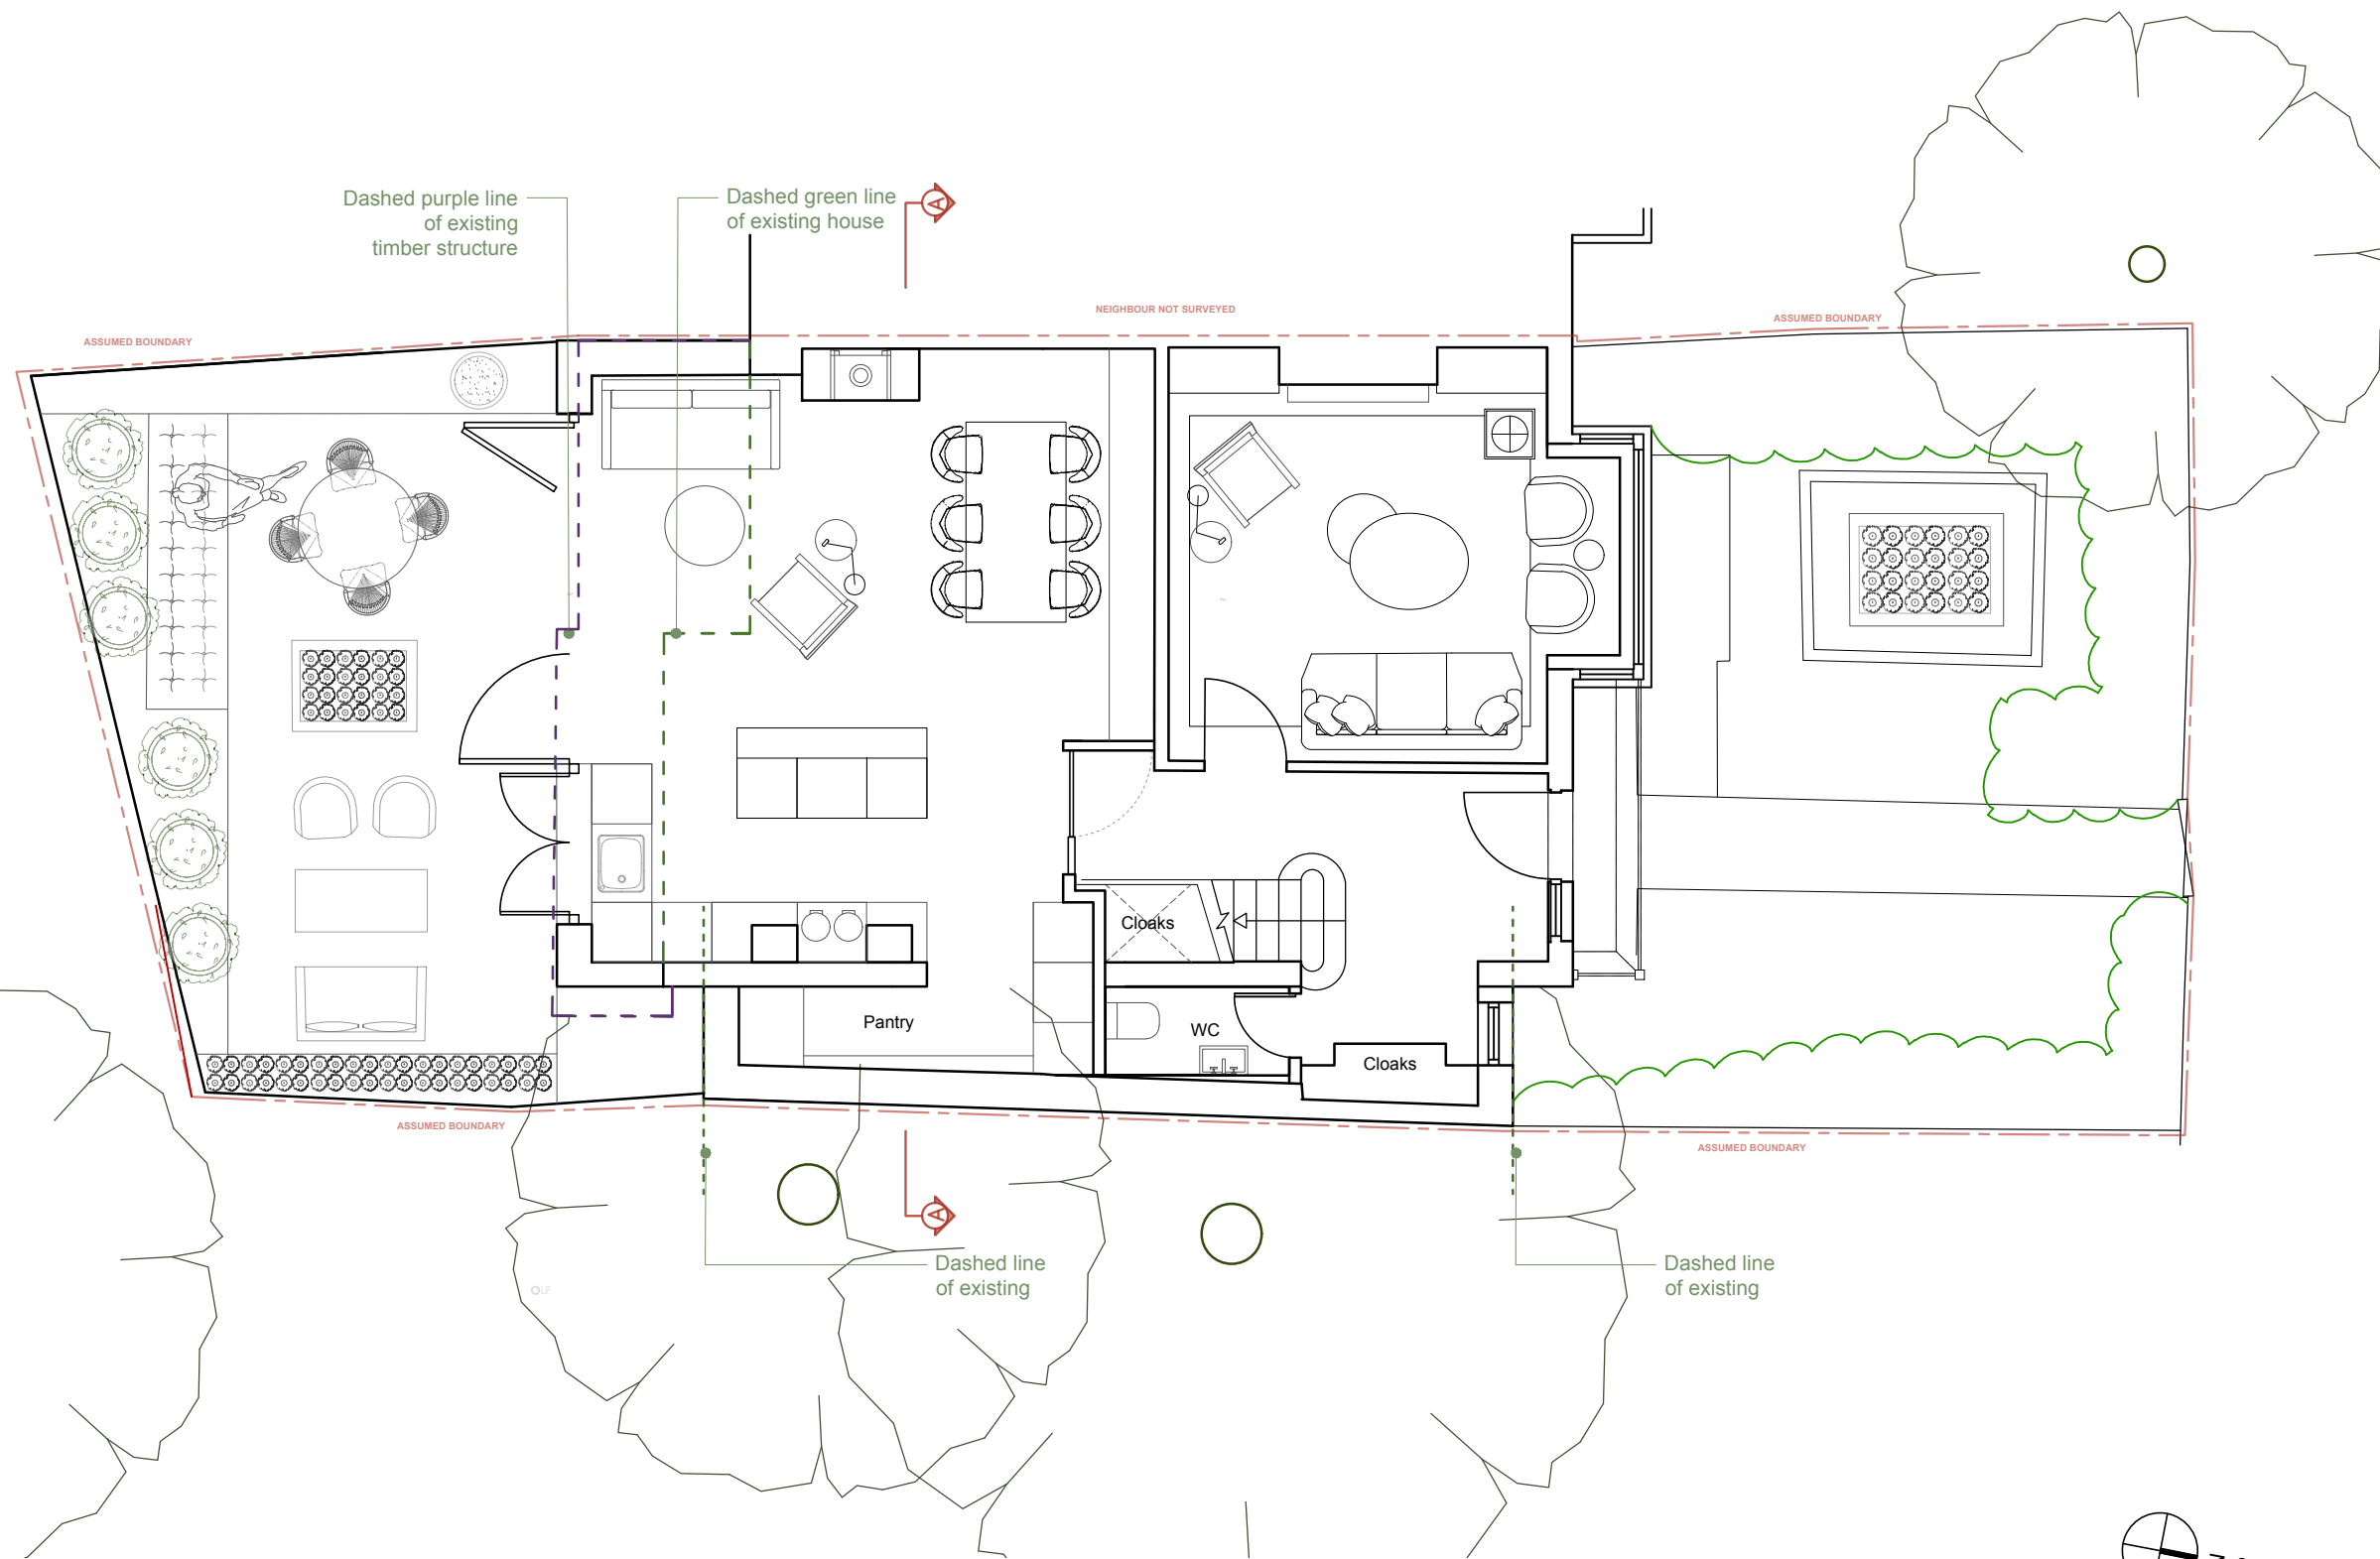 Dashed purple line
of existing
timber structure
Dashed green line
of existing house
A
NEIGHBOUR NOT SURVEYED
ASSUMED BOUNDARY
ASSUMED BOUNDARY
Cloaks
Pantry
WC
Cloaks
ASSUMED BOUNDARY
ASSUMED BOUNDARY
A
Dashed line
of existing
Dashed line
of existing
LP